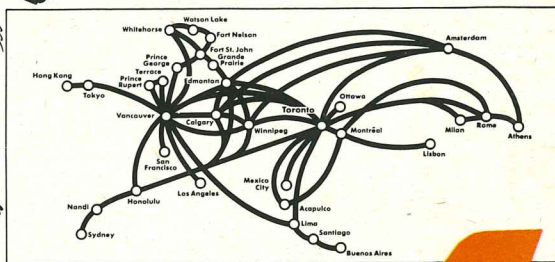 Watson Lake
Whitehorse
Fort Nelson
Fort St. John
Grande
Prairie
Prince
George
Terrace
Prince
Rupert
Edmonton
Hong Kong
Tokyo
Vancouver
Calgary
Winnipeg
Toronto
Ottawa
Montréal
Amsterdam
Milan
Rome
Athens
Lisbon
San
Francisco
Los Angeles
Mexico
City
Acapulco
Honolulu
Nandi
Sydney
Lima
Santiago
Buenos Aires